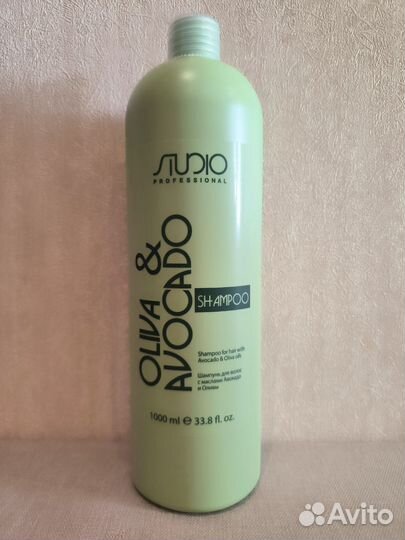 STUDIO
PROFESSIONAL
OLIVA &
AVOCADO
SHAMPOO
Shampoo for hair with
Avocado & Oliva oils
Шампунь для волос
с маслами Авокадо
и Оливы
1000 ml ℮ 33.8 fl. oz.
Avito